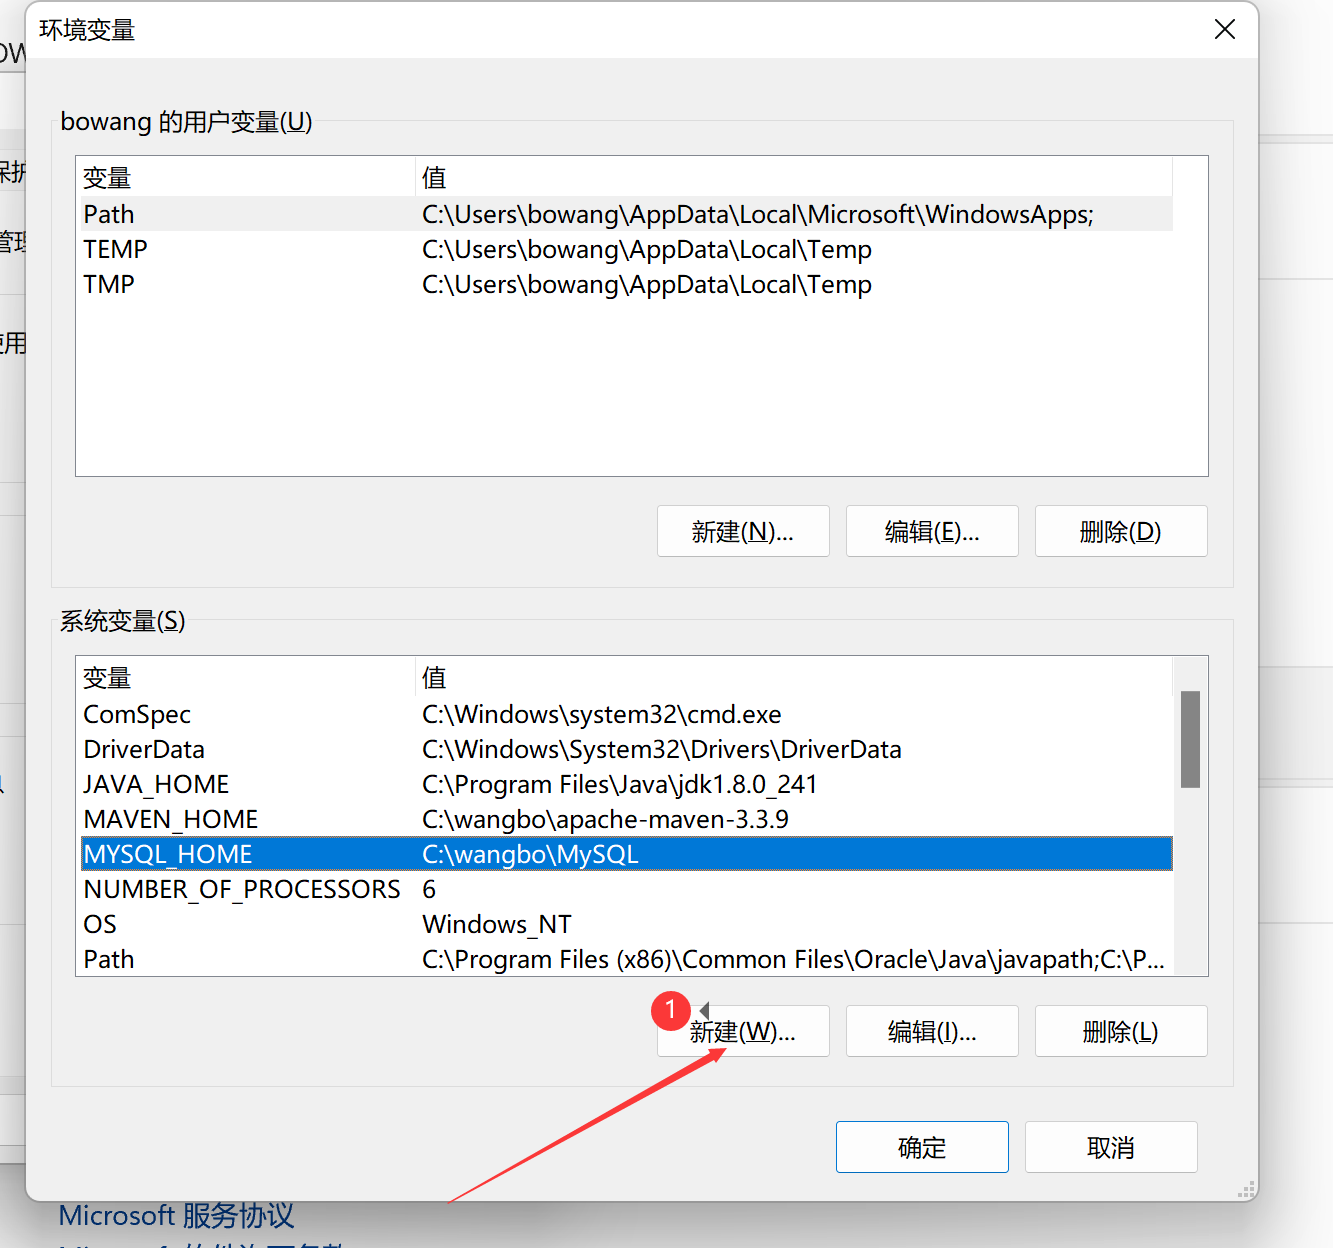 环境变量
bowang 的用户变量(U)
变量 值
Path C:\Users\bowang\AppData\Local\Microsoft\WindowsApps;
TEMP C:\Users\bowang\AppData\Local\Temp
TMP C:\Users\bowang\AppData\Local\Temp
新建(N)... 编辑(E)... 删除(D)
系统变量(S)
变量 值
ComSpec C:\Windows\system32\cmd.exe
DriverData C:\Windows\System32\Drivers\DriverData
JAVA_HOME C:\Program Files\Java\jdk1.8.0_241
MAVEN_HOME C:\wangbo\apache-maven-3.3.9
MYSQL_HOME C:\wangbo\MySQL
NUMBER_OF_PROCESSORS 6
OS Windows_NT
Path C:\Program Files (x86)\Common Files\Oracle\Java\javapath;C:\P...
1
新建(W)... 编辑(I)... 删除(L)
确定 取消
Microsoft 服务协议